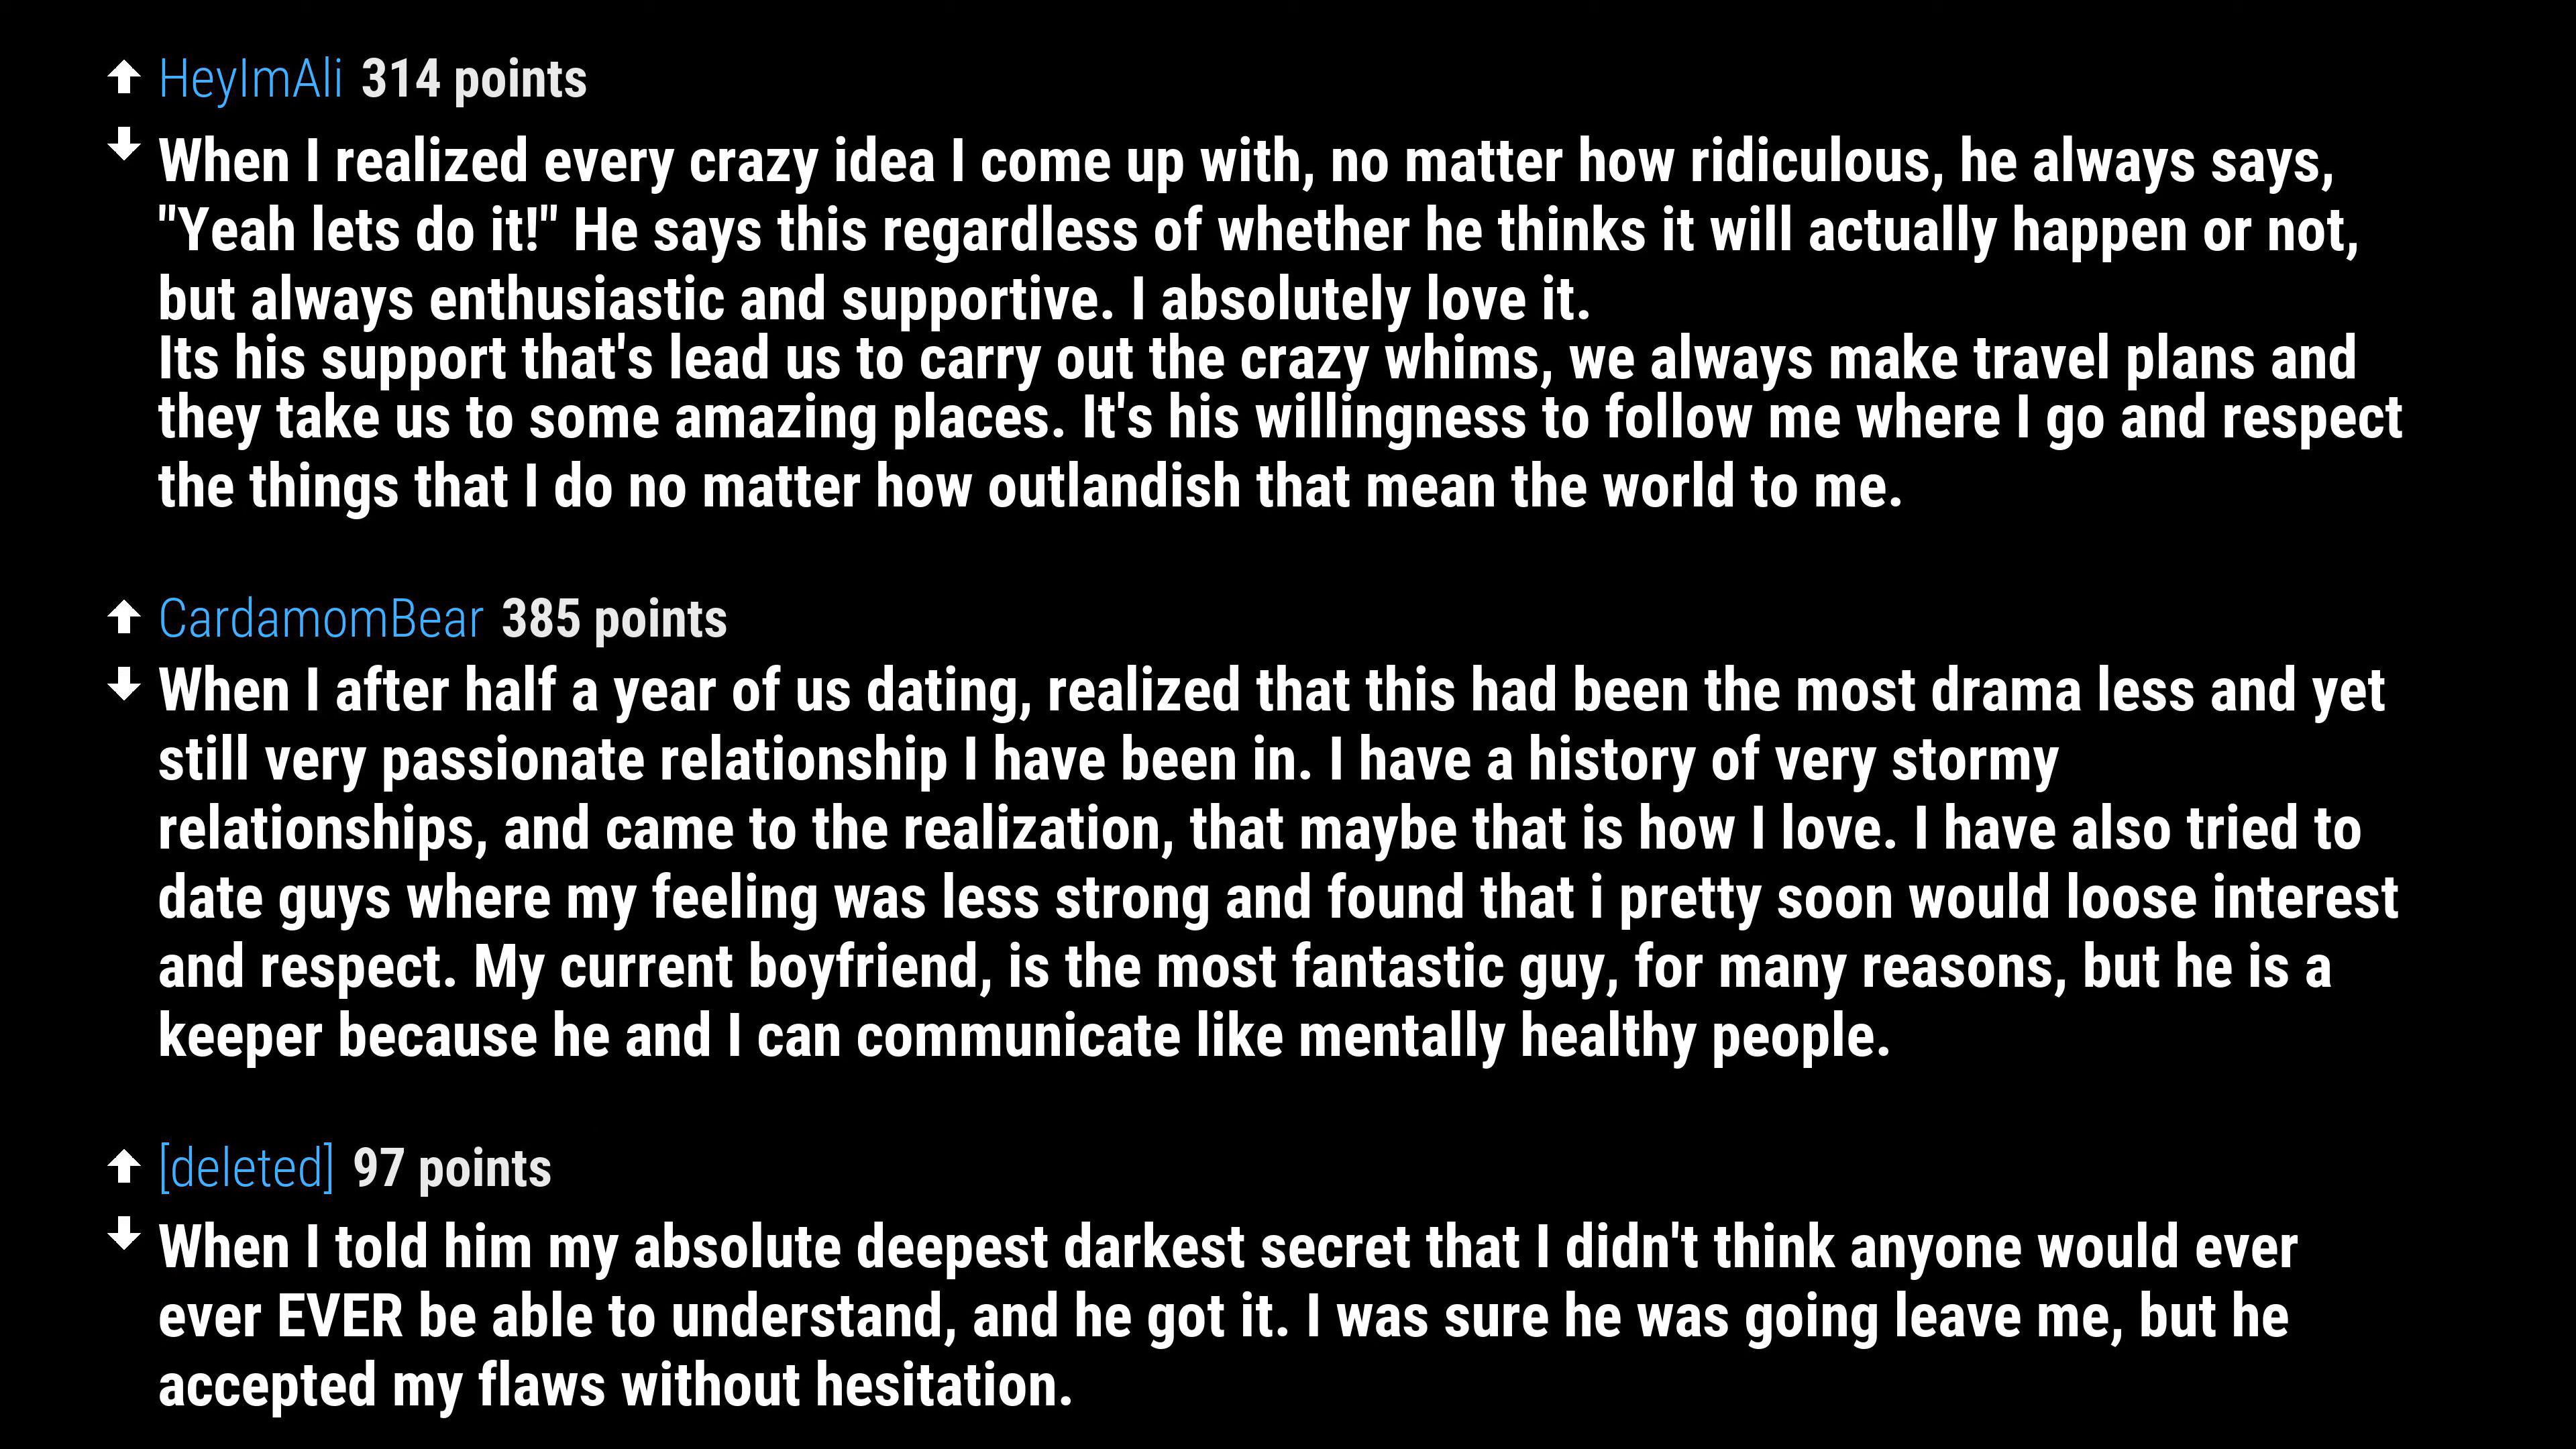 HeyImAli 314 points
When I realized every crazy idea I come up with, no matter how ridiculous, he always says,
"Yeah lets do it!" He says this regardless of whether he thinks it will actually happen or not,
but always enthusiastic and supportive. I absolutely love it.
Its his support that's lead us to carry out the crazy whims, we always make travel plans and
they take us to some amazing places. It's his willingness to follow me where I go and respect
the things that I do no matter how outlandish that mean the world to me.
CardamomBear 385 points
When I after half a year of us dating, realized that this had been the most drama less and yet
still very passionate relationship I have been in. I have a history of very stormy
relationships, and came to the realization, that maybe that is how I love. I have also tried to
date guys where my feeling was less strong and found that i pretty soon would loose interest
and respect. My current boyfriend, is the most fantastic guy, for many reasons, but he is a
keeper because he and I can communicate like mentally healthy people.
[deleted] 97 points
When I told him my absolute deepest darkest secret that I didn't think anyone would ever
ever EVER be able to understand, and he got it. I was sure he was going leave me, but he
accepted my flaws without hesitation.